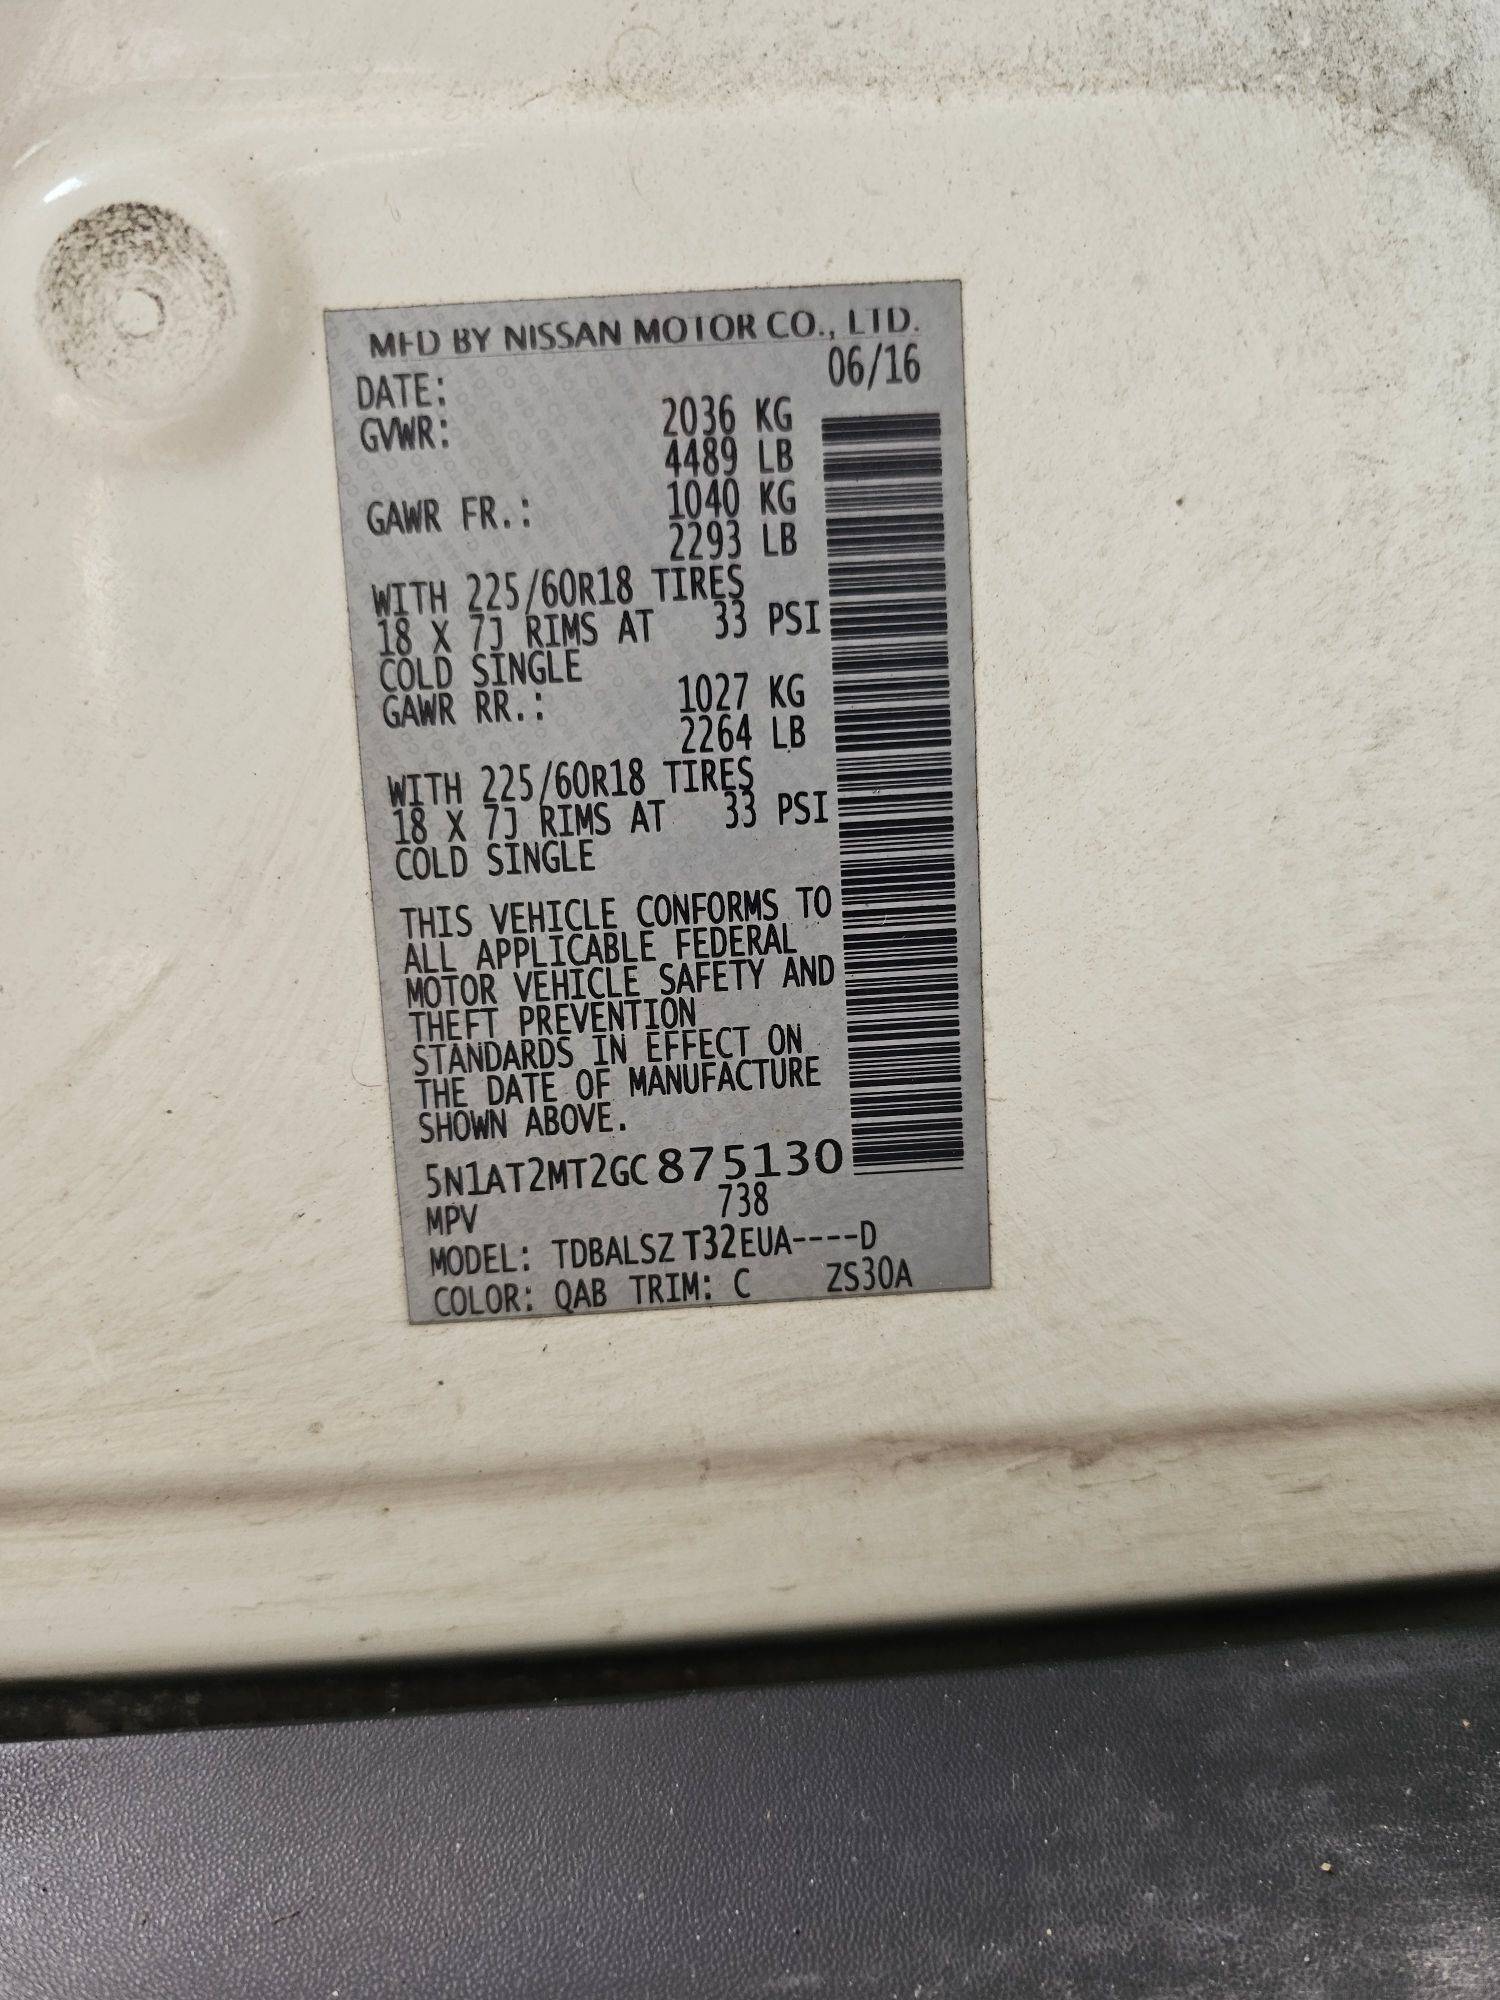 MFD BY NISSAN MOTOR CO., LTD.
DATE: 06/16
GVWR: 2036 KG
4489 LB
GAWR FR.: 1040 KG
2293 LB
WITH 225/60R18 TIRES
18 X 7J RIMS AT 33 PSI
COLD SINGLE
GAWR RR.: 1027 KG
2264 LB
WITH 225/60R18 TIRES
18 X 7J RIMS AT 33 PSI
COLD SINGLE
THIS VEHICLE CONFORMS TO
ALL APPLICABLE FEDERAL
MOTOR VEHICLE SAFETY AND
THEFT PREVENTION
STANDARDS IN EFFECT ON
THE DATE OF MANUFACTURE
SHOWN ABOVE.
5N1AT2MT2GC875130
MPV 738
MODEL: TDBALSZ T32EUA----D
COLOR: QAB TRIM: C ZS30A